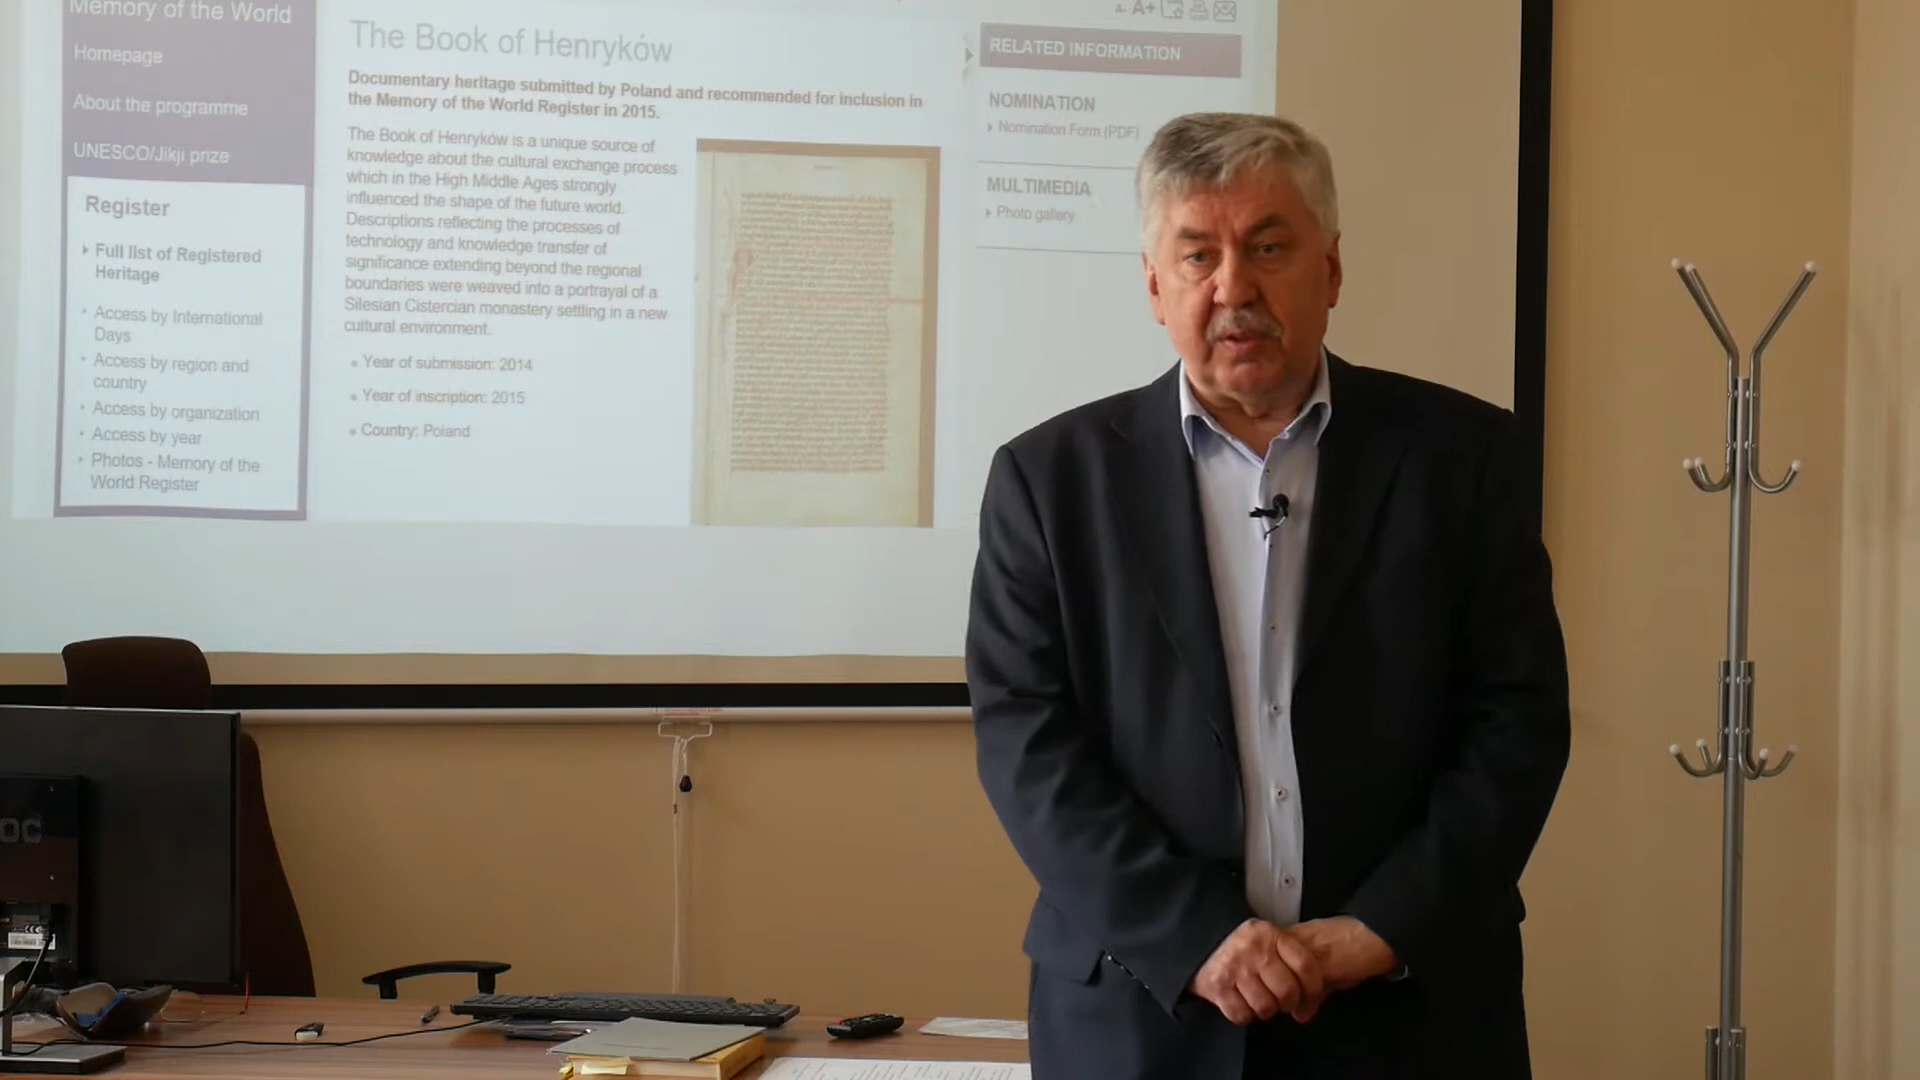 Memory of the World
Homepage
About the programme
UNESCO/Jikji prize
Register
Full list of Registered
Heritage
Access by International
Days
Access by region and
country
Access by organization
Access by year
Photos - Memory of the
World Register
The Book of Henryków
Documentary heritage submitted by Poland and recommended for inclusion in
the Memory of the World Register in 2015.
The Book of Henryków is a unique source of
knowledge about the cultural exchange process
which in the High Middle Ages strongly
influenced the shape of the future world.
Descriptions reflecting the processes of
technology and knowledge transfer of
significance extending beyond the regional
boundaries were weaved into a portrayal of a
Silesian Cistercian monastery settling in a new
cultural environment.
Year of submission: 2014
Year of inscription: 2015
Country: Poland
A- A+
RELATED INFORMATION
NOMINATION
Nomination Form (PDF)
MULTIMEDIA
Photo gallery